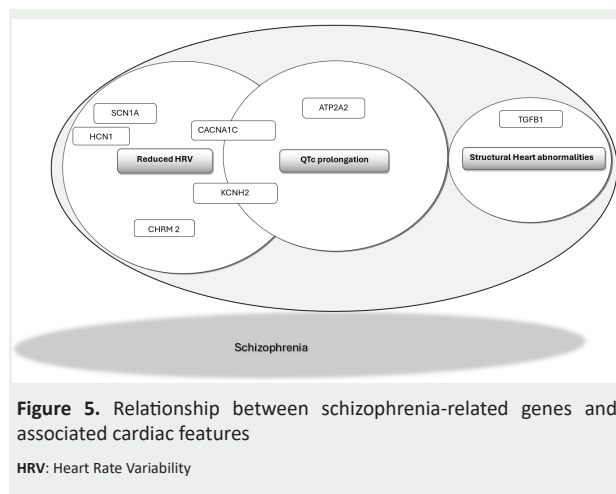 SCN1A
HCN1
CACNA1C
Reduced HRV
KCNH2
CHRM 2
ATP2A2
QTc prolongation
TGFB1
Structural Heart abnormalities
Schizophrenia
Figure 5. Relationship between schizophrenia-related genes and
associated cardiac features
HRV: Heart Rate Variability